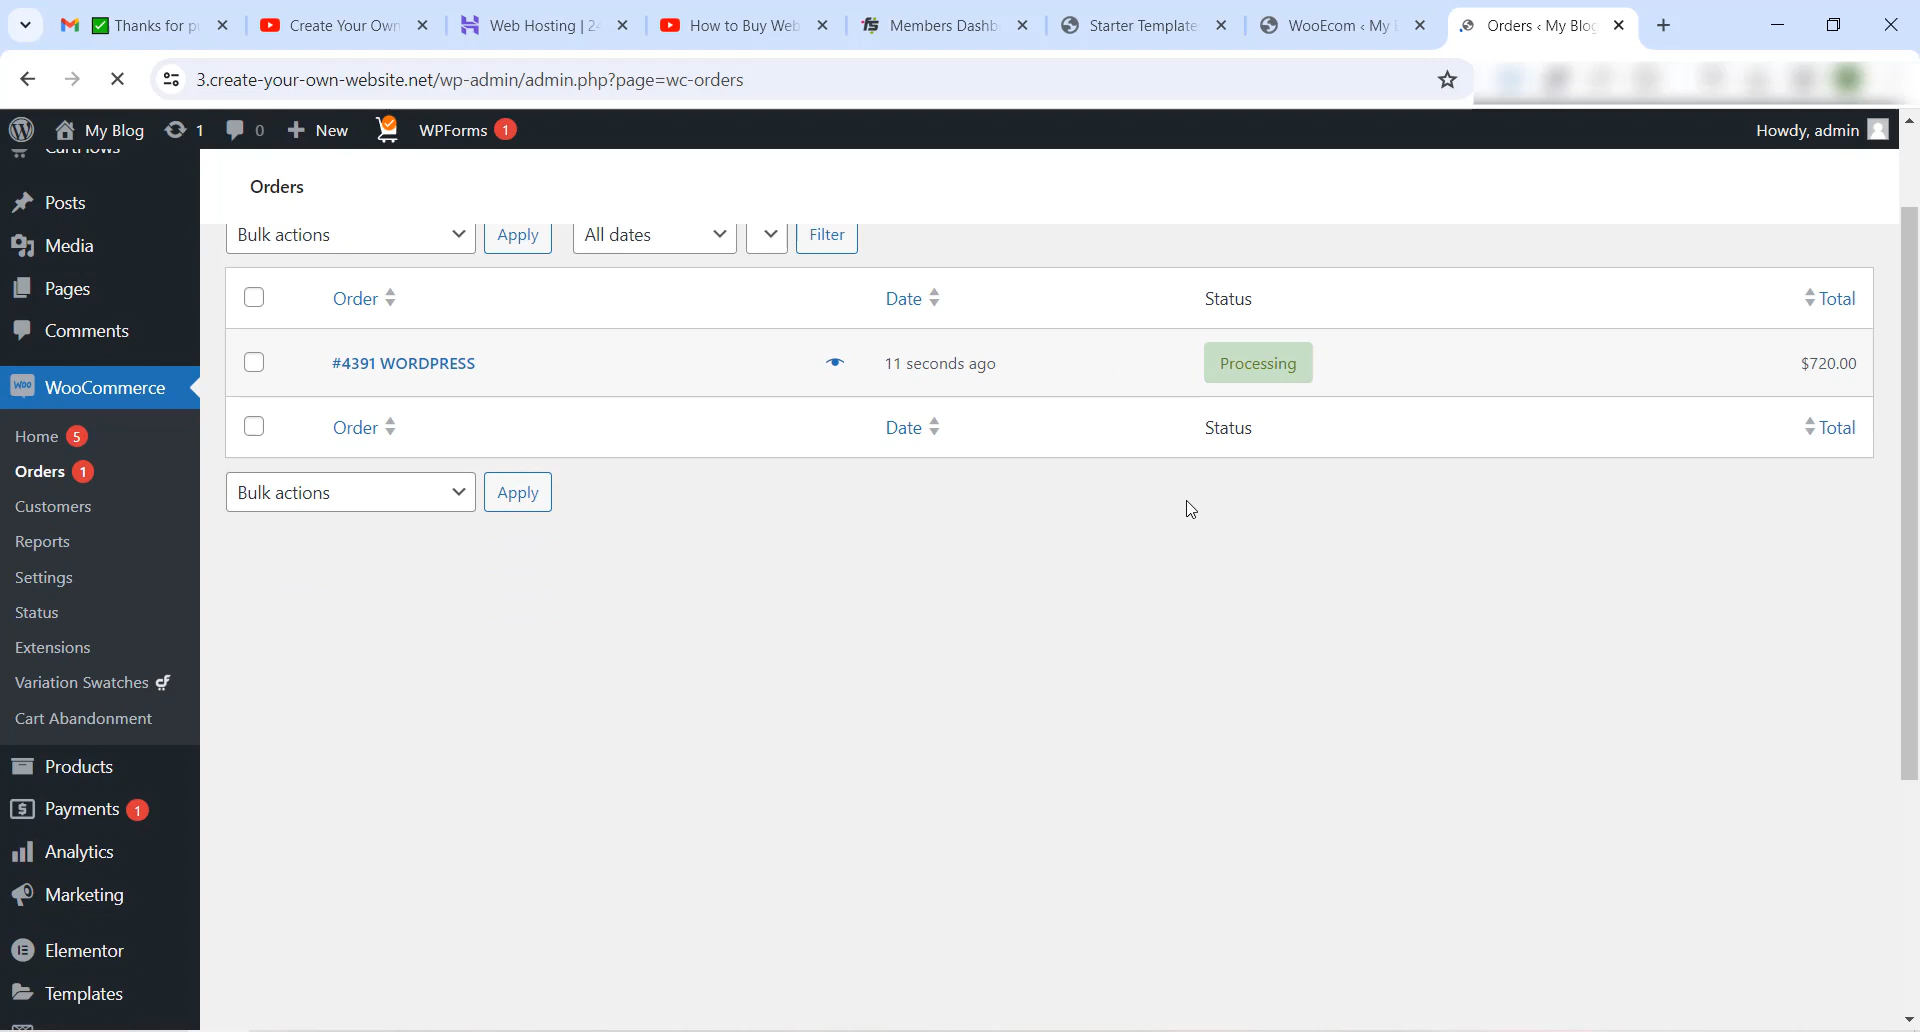 Thanks for p
Create Your Own
Web Hosting | 2
How to Buy Web
Members Dashb
Starter Template
WooEcom ‹ My
Orders ‹ My Blog
3.create-your-own-website.net/wp-admin/admin.php?page=wc-orders
My Blog
1
0
New
WPForms
1
Howdy, admin
CartFlows
Orders
Posts
Bulk actions
Apply
All dates
Filter
Media
Pages
Order
Date
Status
Total
Comments
#4391 WORDPRESS
11 seconds ago
Processing
$720.00
Woo
WooCommerce
Order
Date
Status
Total
Home
5
Orders
1
Bulk actions
Apply
Customers
Reports
Settings
Status
Extensions
Variation Swatches
Cart Abandonment
Products
Payments
1
Analytics
Marketing
Elementor
Templates